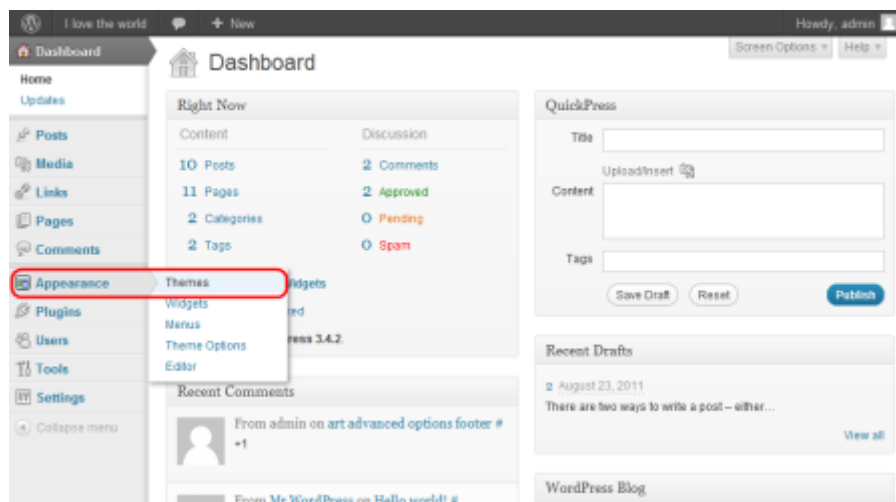 I love the world + New Howdy, admin
Dashboard
Home
Updates
Posts
Media
Links
Pages
Comments
Appearance
Plugins
Users
Tools
Settings
Collapse menu
Themes
Widgets
Menus
Theme Options
Editor
Screen Options Help
Dashboard
Right Now
Content Discussion
10 Posts 2 Comments
11 Pages 2 Approved
2 Categories 0 Pending
2 Tags 0 Spam
idgets
ress 3.4.2.
Recent Comments
From admin on art advanced options footer #
+1
From Mr WordPress on Hello world! #
QuickPress
Title
Upload/Insert
Content
Tags
Save Draft Reset Publish
Recent Drafts
2 August 23, 2011
There are two ways to write a post – either…
View all
WordPress Blog